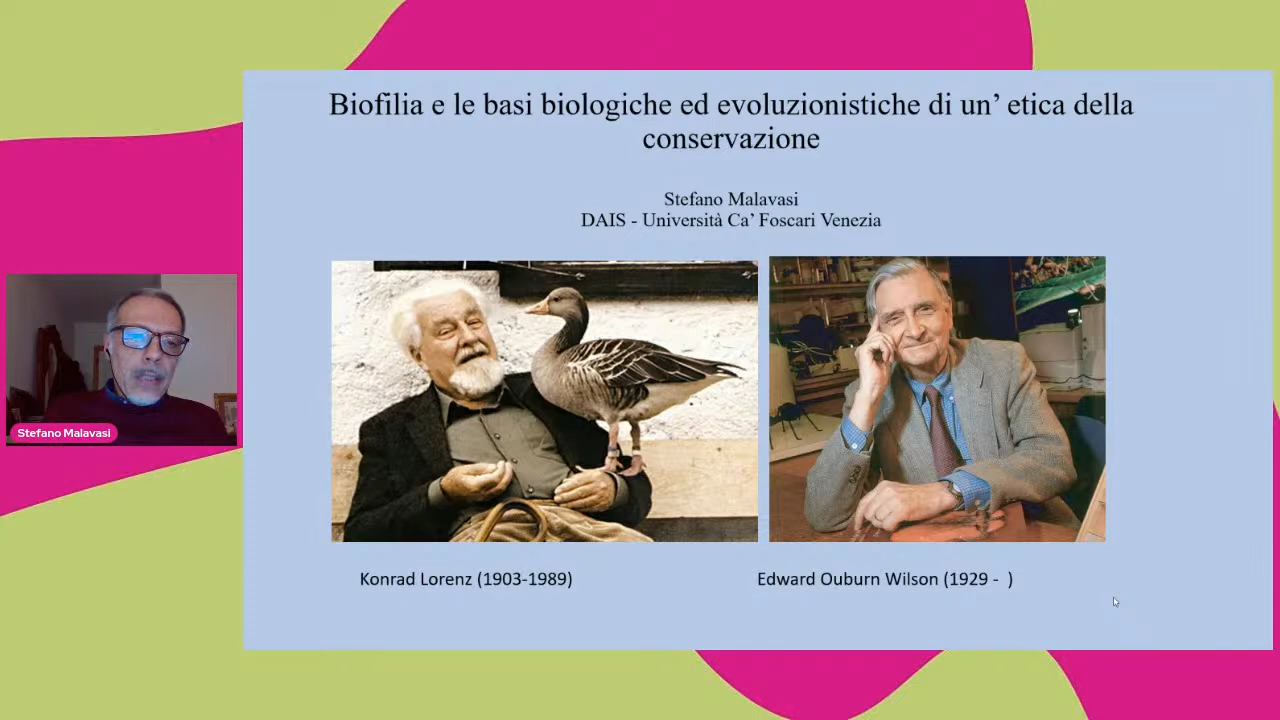 Biofilia e le basi biologiche ed evoluzionistiche di un’ etica della
conservazione
Stefano Malavasi
DAIS - Università Ca’ Foscari Venezia
Stefano Malavasi
Konrad Lorenz (1903-1989)
Edward Ouburn Wilson (1929 - )